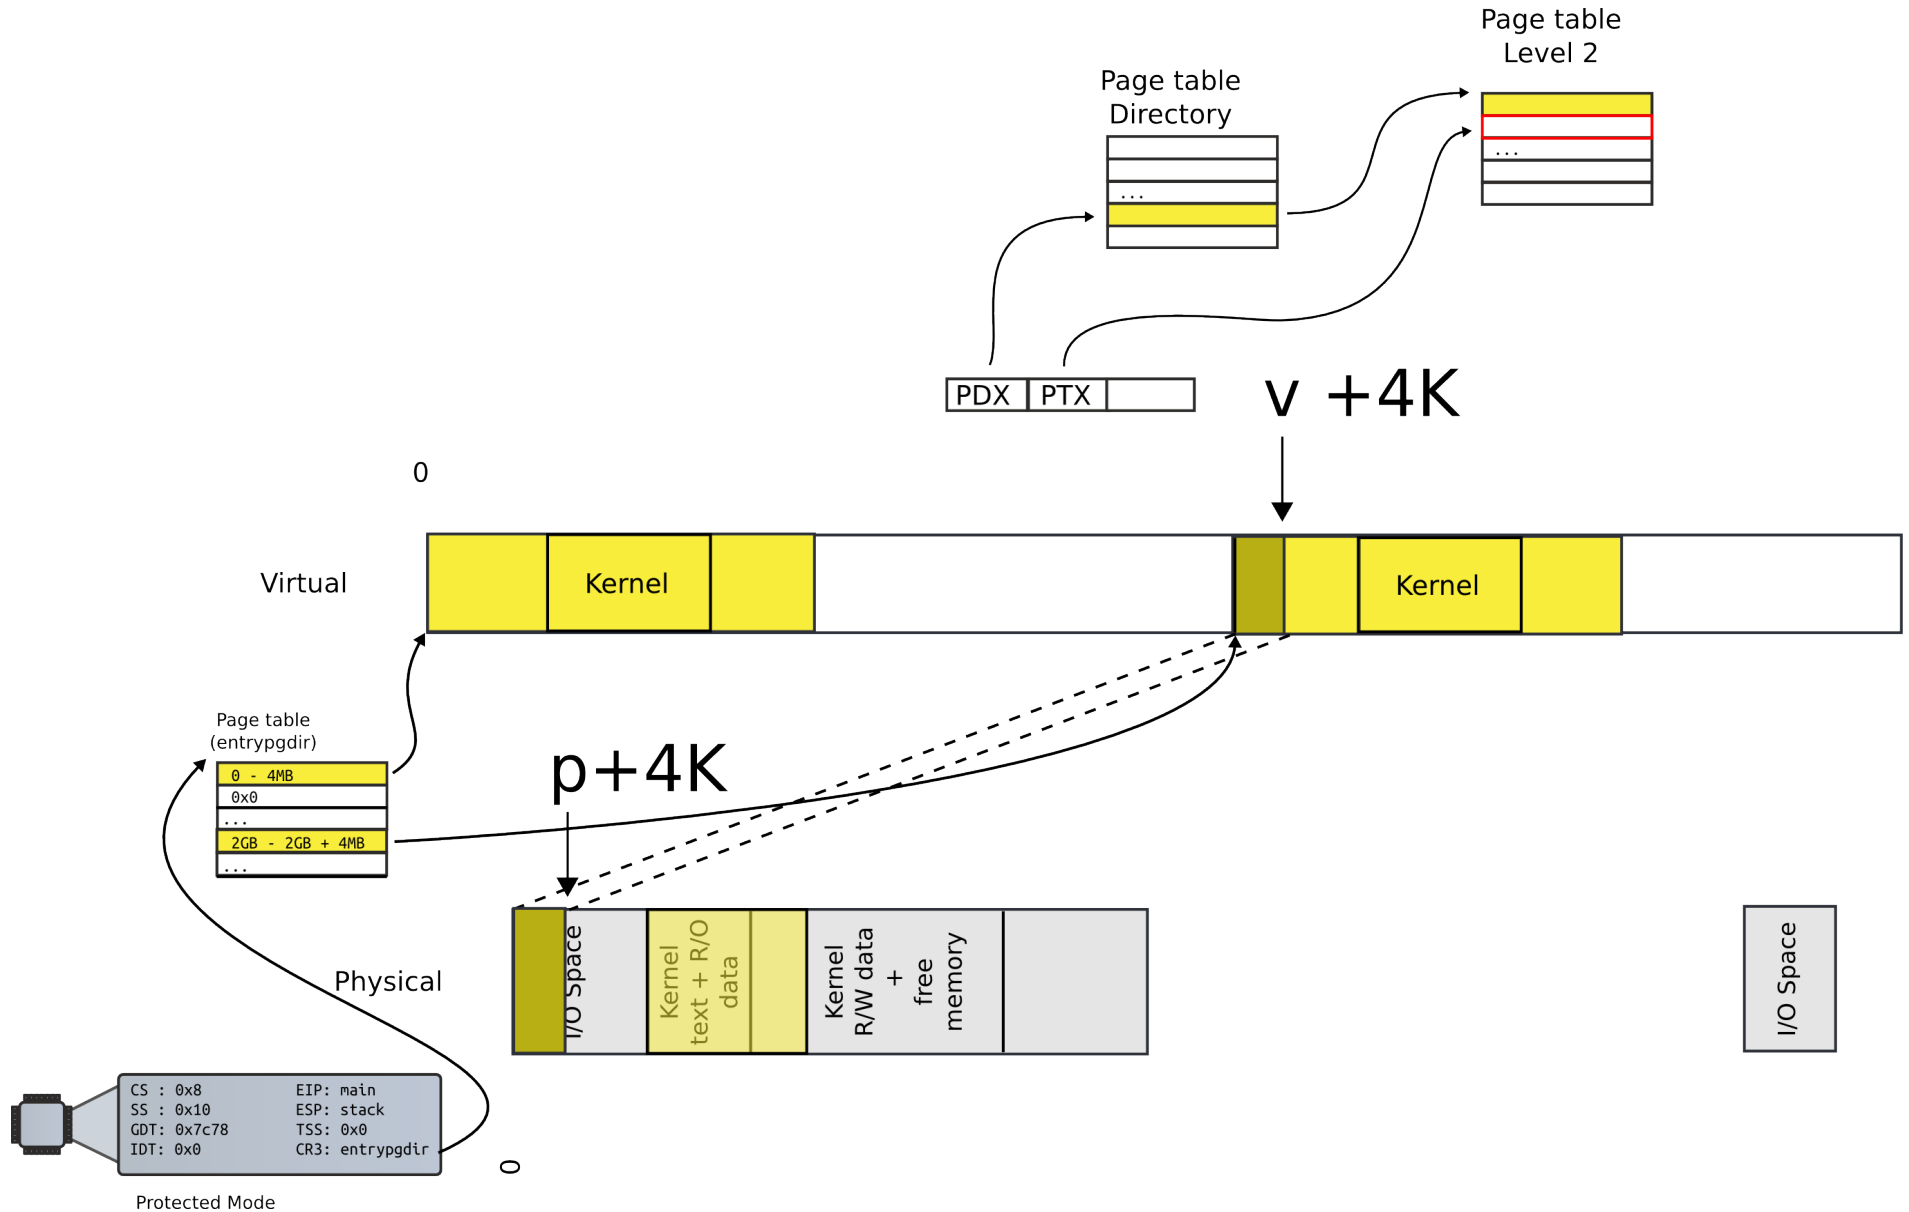 Page table
Level 2
Page table
Directory
...
...
PDX
PTX
v +4K
0
Virtual
Kernel
Kernel
Page table
(entrypgdir)
0 - 4MB
0x0
...
2GB - 2GB + 4MB
...
p+4K
Physical
I/O Space
Kernel
text + R/O
data
Kernel
R/W data
+
free
memory
I/O Space
CS : 0x8
SS : 0x10
GDT: 0x7c78
IDT: 0x0
EIP: main
ESP: stack
TSS: 0x0
CR3: entrypgdir
0
Protected Mode